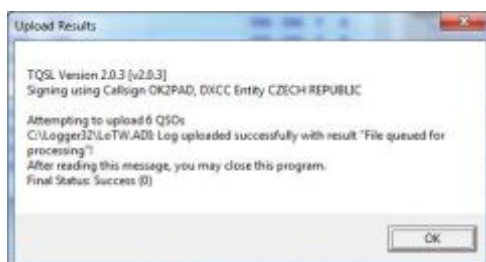 Upload Results
TQSL Version 2.0.3 [v2.0.3]
Signing using Callsign OK2PAD, DXCC Entity CZECH REPUBLIC
Attempting to upload 6 QSOs
C:\Logger32\LoTW.ADI: Log uploaded successfully with result "File queued for
processing"!
After reading this message, you may close this program.
Final Status: Success (0)
OK